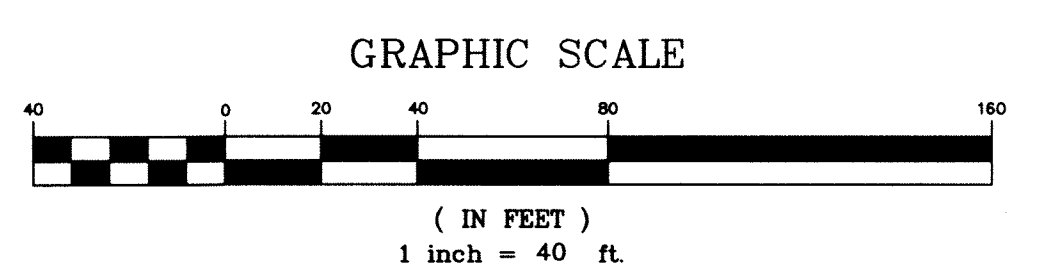 GRAPHIC SCALE
40 0 20 40 80 160
( IN FEET )
1 inch = 40 ft.